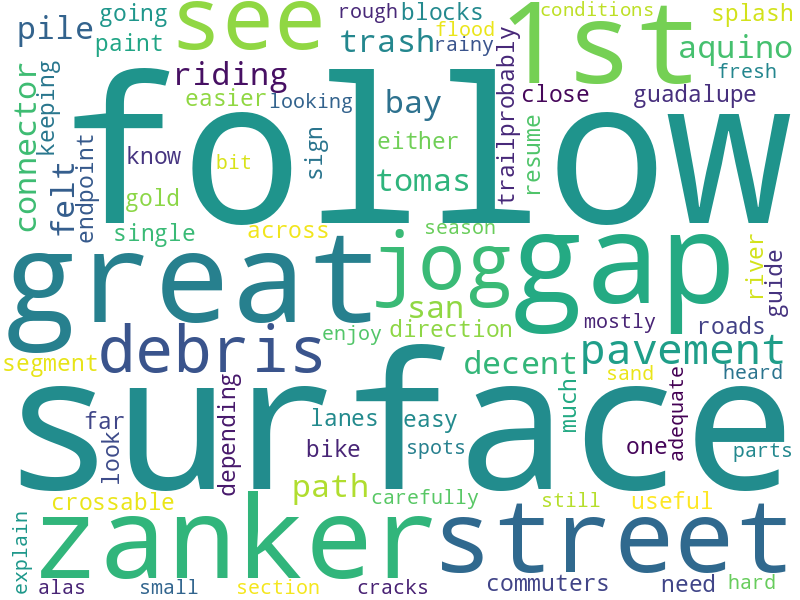 pile
going
paint
see
rough
blocks
trash
flood
rainy
1st
conditions
splash
aquino
fresh
riding
easier
looking
bay
close
guadalupe
connector
keeping
felt
endpoint
know
bit
gold
sign
either
tomas
trailprobably
resume
follow
single
across
season
great
jog
gap
san
river
guide
debris
enjoy
direction
mostly
roads
segment
decent
pavement
surface
far
look
depending
lanes
easy
bike
spots
much
sand
heard
one
adequate
parts
path
carefully
crossable
still
useful
zanker
street
explain
alas
small
section
cracks
commuters
need
hard